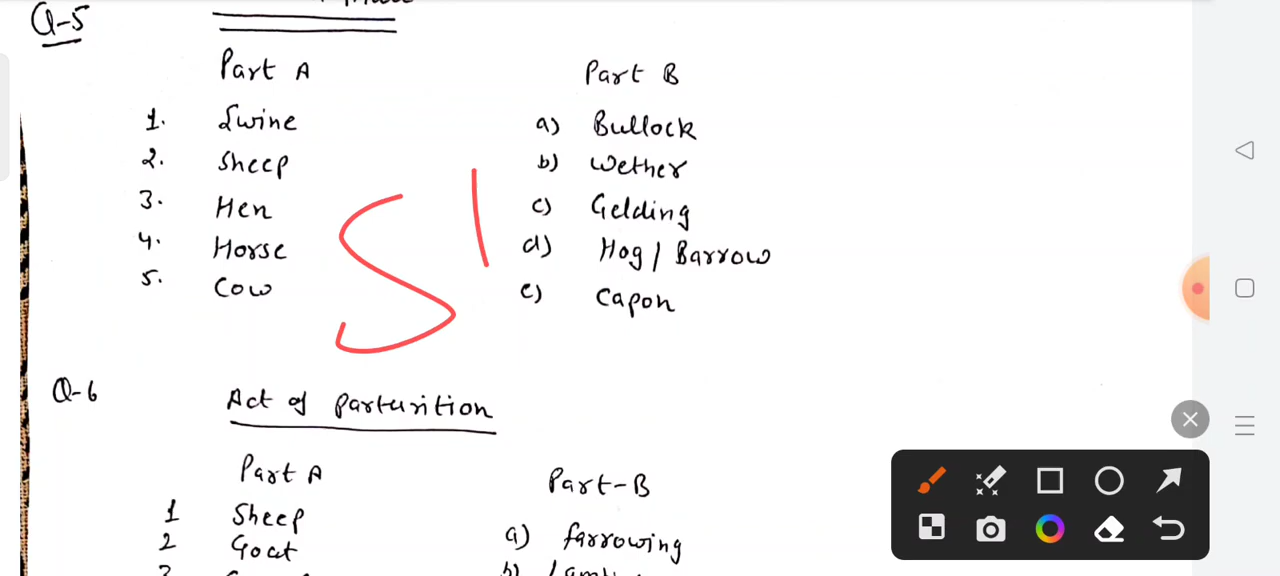 Q-5
Part A Part B
1. Swine a) Bullock
2. Sheep b) Wether
3. Hen c) Gelding
4. Horse d) Hog / Barrow
5. Cow e) Capon
Q-6 Act of Parturition
Part A Part-B
1 Sheep
2 Goat a) farrowing